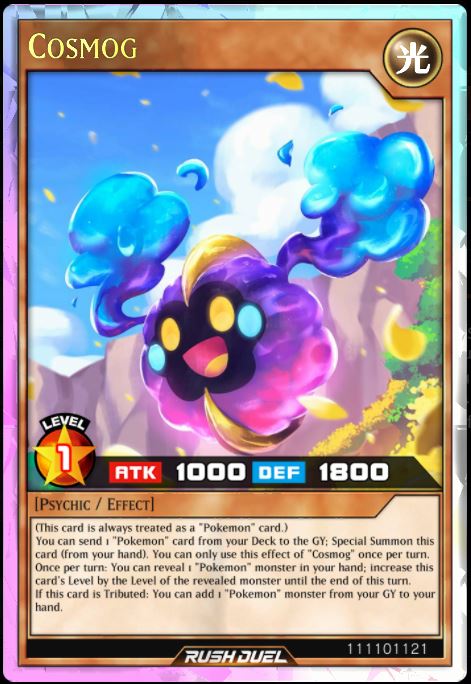 Cosmog
光
LEVEL
1
ATK 1000 DEF 1800
[Psychic / Effect]
(This card is always treated as a "Pokemon" card.)
You can send 1 "Pokemon" card from your Deck to the GY; Special Summon this
card (from your hand). You can only use this effect of "Cosmog" once per turn.
Once per turn: You can reveal 1 "Pokemon" monster in your hand; increase this
card's Level by the Level of the revealed monster until the end of this turn.
If this card is Tributed: You can add 1 "Pokemon" monster from your GY to your
hand.
RUSH DUEL
111101121